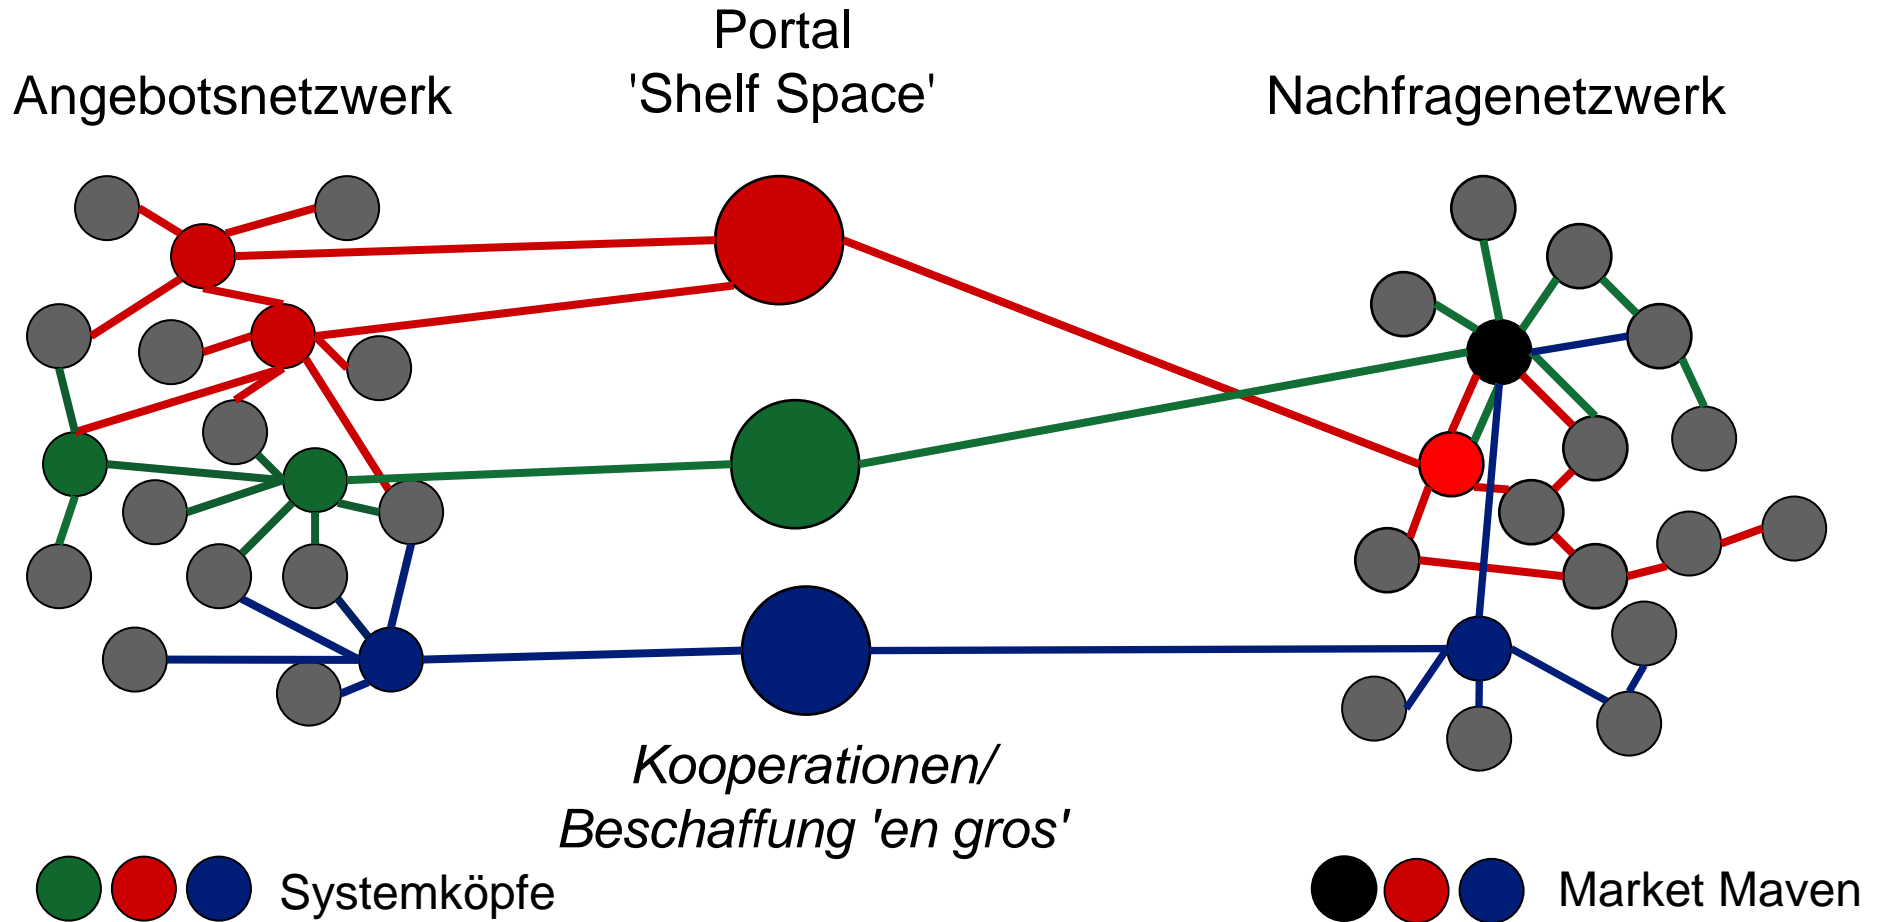 Portal
'Shelf Space'
Angebotsnetzwerk
Nachfragenetzwerk
Kooperationen/
Beschaffung 'en gros'
Systemköpfe
Market Maven